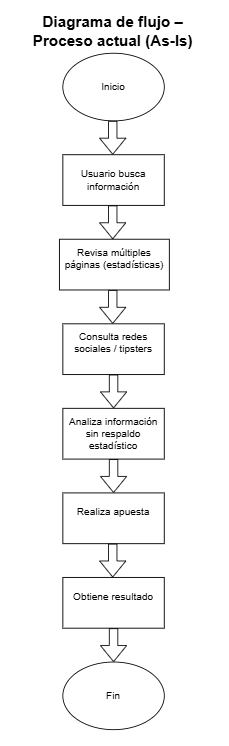 Diagrama de flujo –
Proceso actual (As-Is)
Inicio
Usuario busca
información
Revisa múltiples
páginas (estadísticas)
Consulta redes
sociales / tipsters
Analiza información
sin respaldo
estadístico
Realiza apuesta
Obtiene resultado
Fin